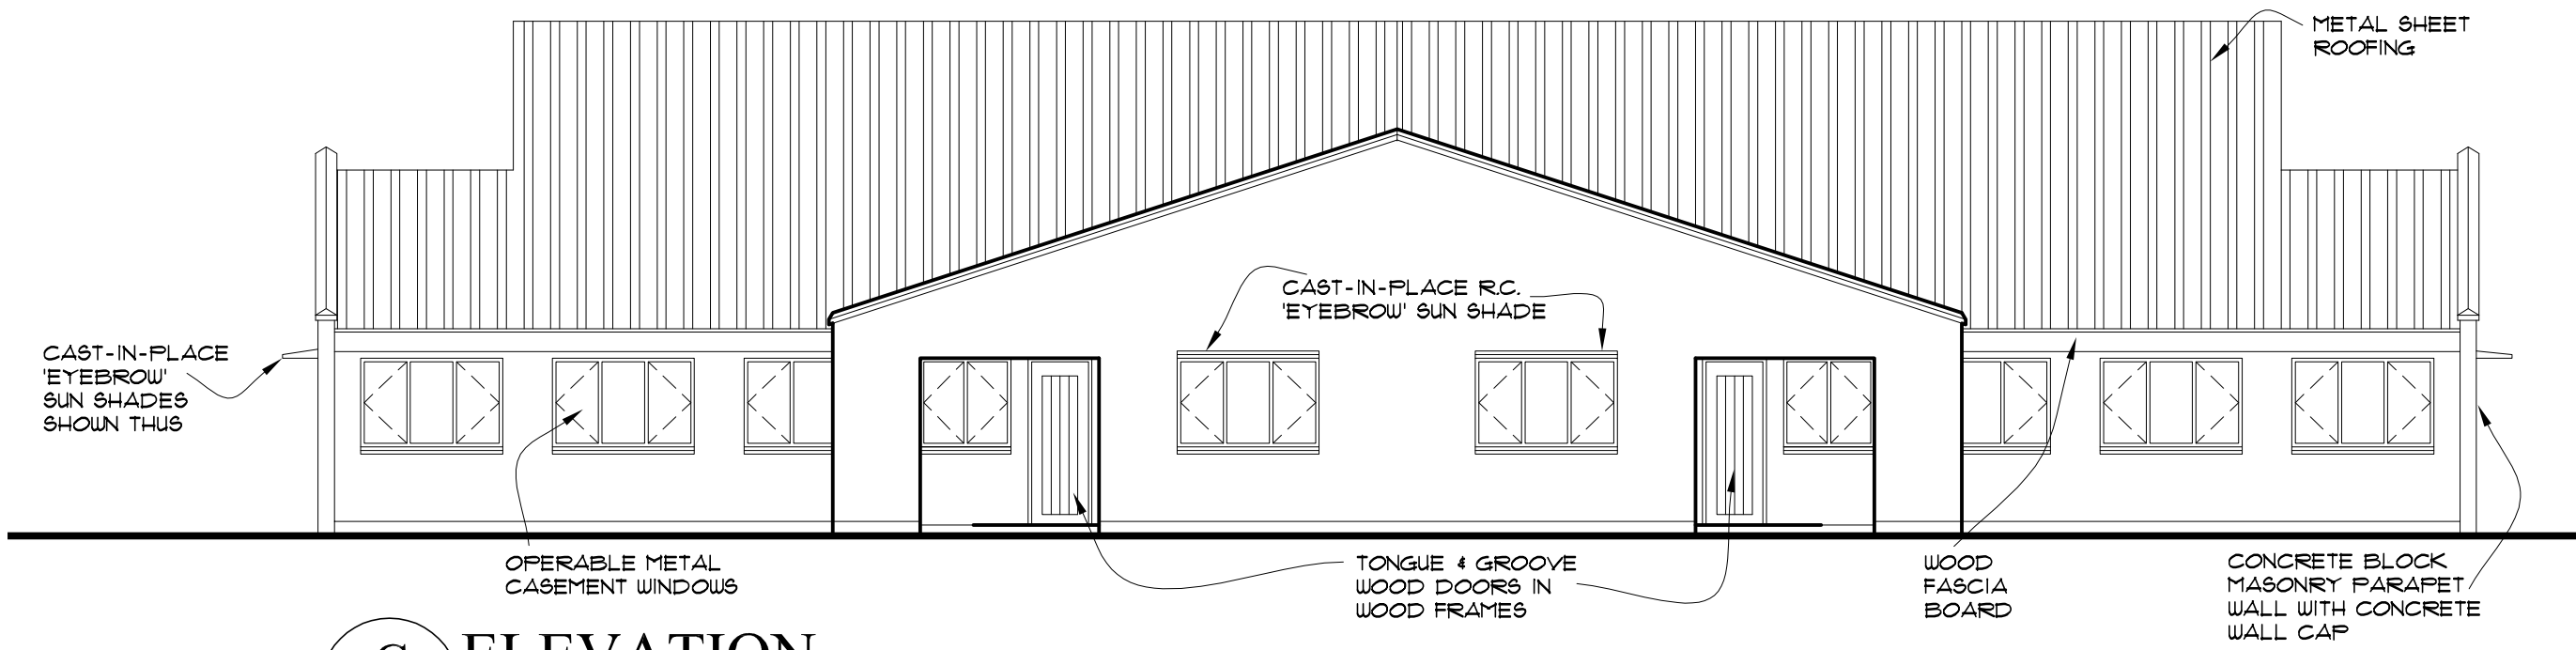 METAL SHEET
ROOFING
CAST-IN-PLACE R.C.
'EYEBROW' SUN SHADE
CAST-IN-PLACE
'EYEBROW'
SUN SHADES
SHOWN THUS
OPERABLE METAL
CASEMENT WINDOWS
TONGUE & GROOVE
WOOD DOORS IN
WOOD FRAMES
WOOD
FASCIA
BOARD
CONCRETE BLOCK
MASONRY PARAPET
WALL WITH CONCRETE
WALL CAP
ELEVATION